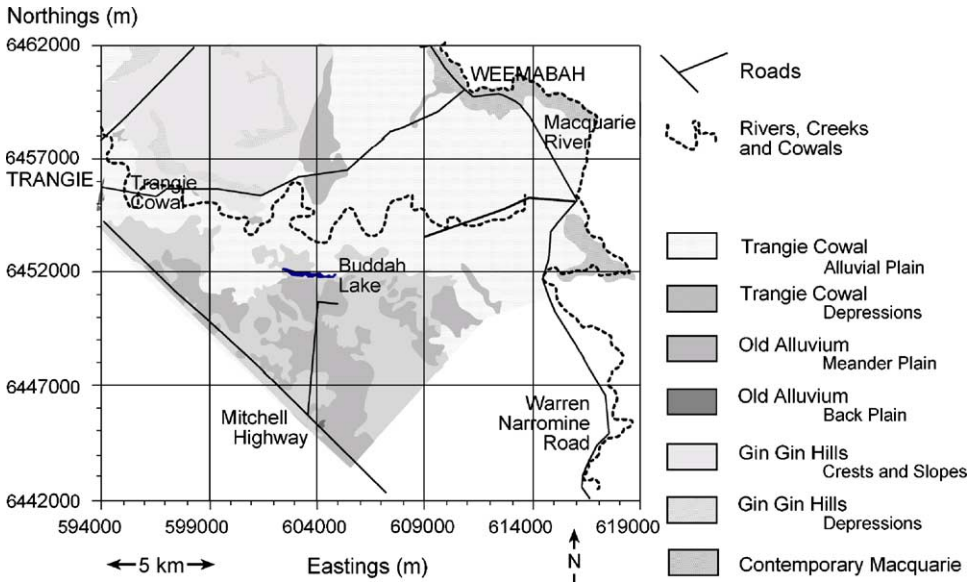 Northings (m)
6462000
6457000
TRANGIE
6452000
6447000
6442000
594000
599000
604000
609000
614000
619000
5 km
Eastings (m)
N
WEEMABAH
Macquarie
River
Trangie
Cowal
Buddah
Lake
Mitchell
Highway
Warren
Narromine
Road
Roads
Rivers, Creeks
and Cowals
Trangie Cowal
Alluvial Plain
Trangie Cowal
Depressions
Old Alluvium
Meander Plain
Old Alluvium
Back Plain
Gin Gin Hills
Crests and Slopes
Gin Gin Hills
Depressions
Contemporary Macquarie